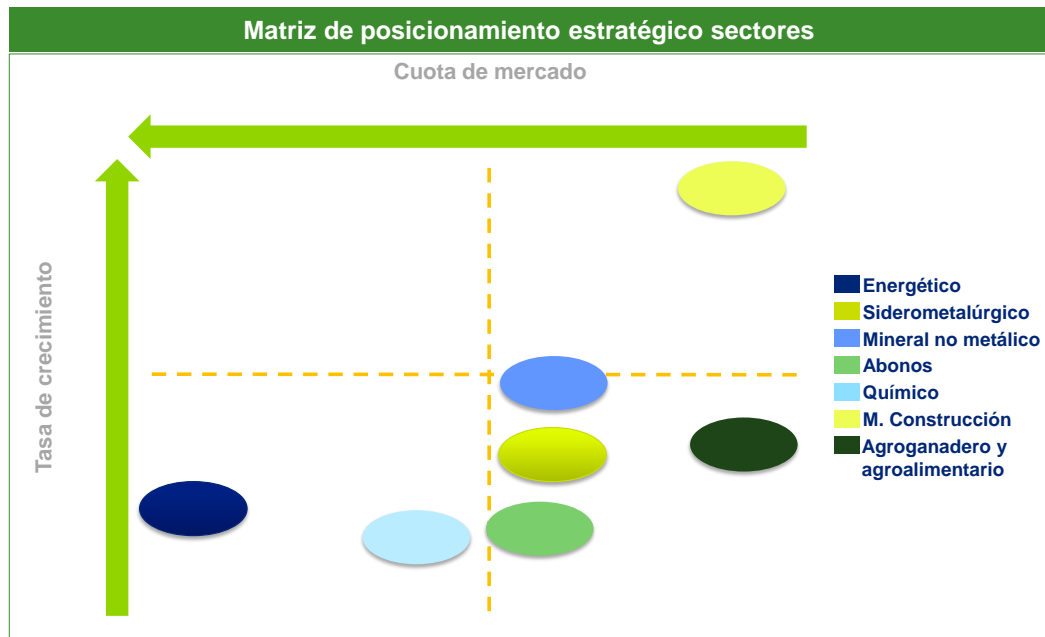 Matriz de posicionamiento estratégico sectores
Cuota de mercado
Tasa de crecimiento
Energético
Siderometalúrgico
Mineral no metálico
Abonos
Químico
M. Construcción
Agroganadero y
agroalimentario